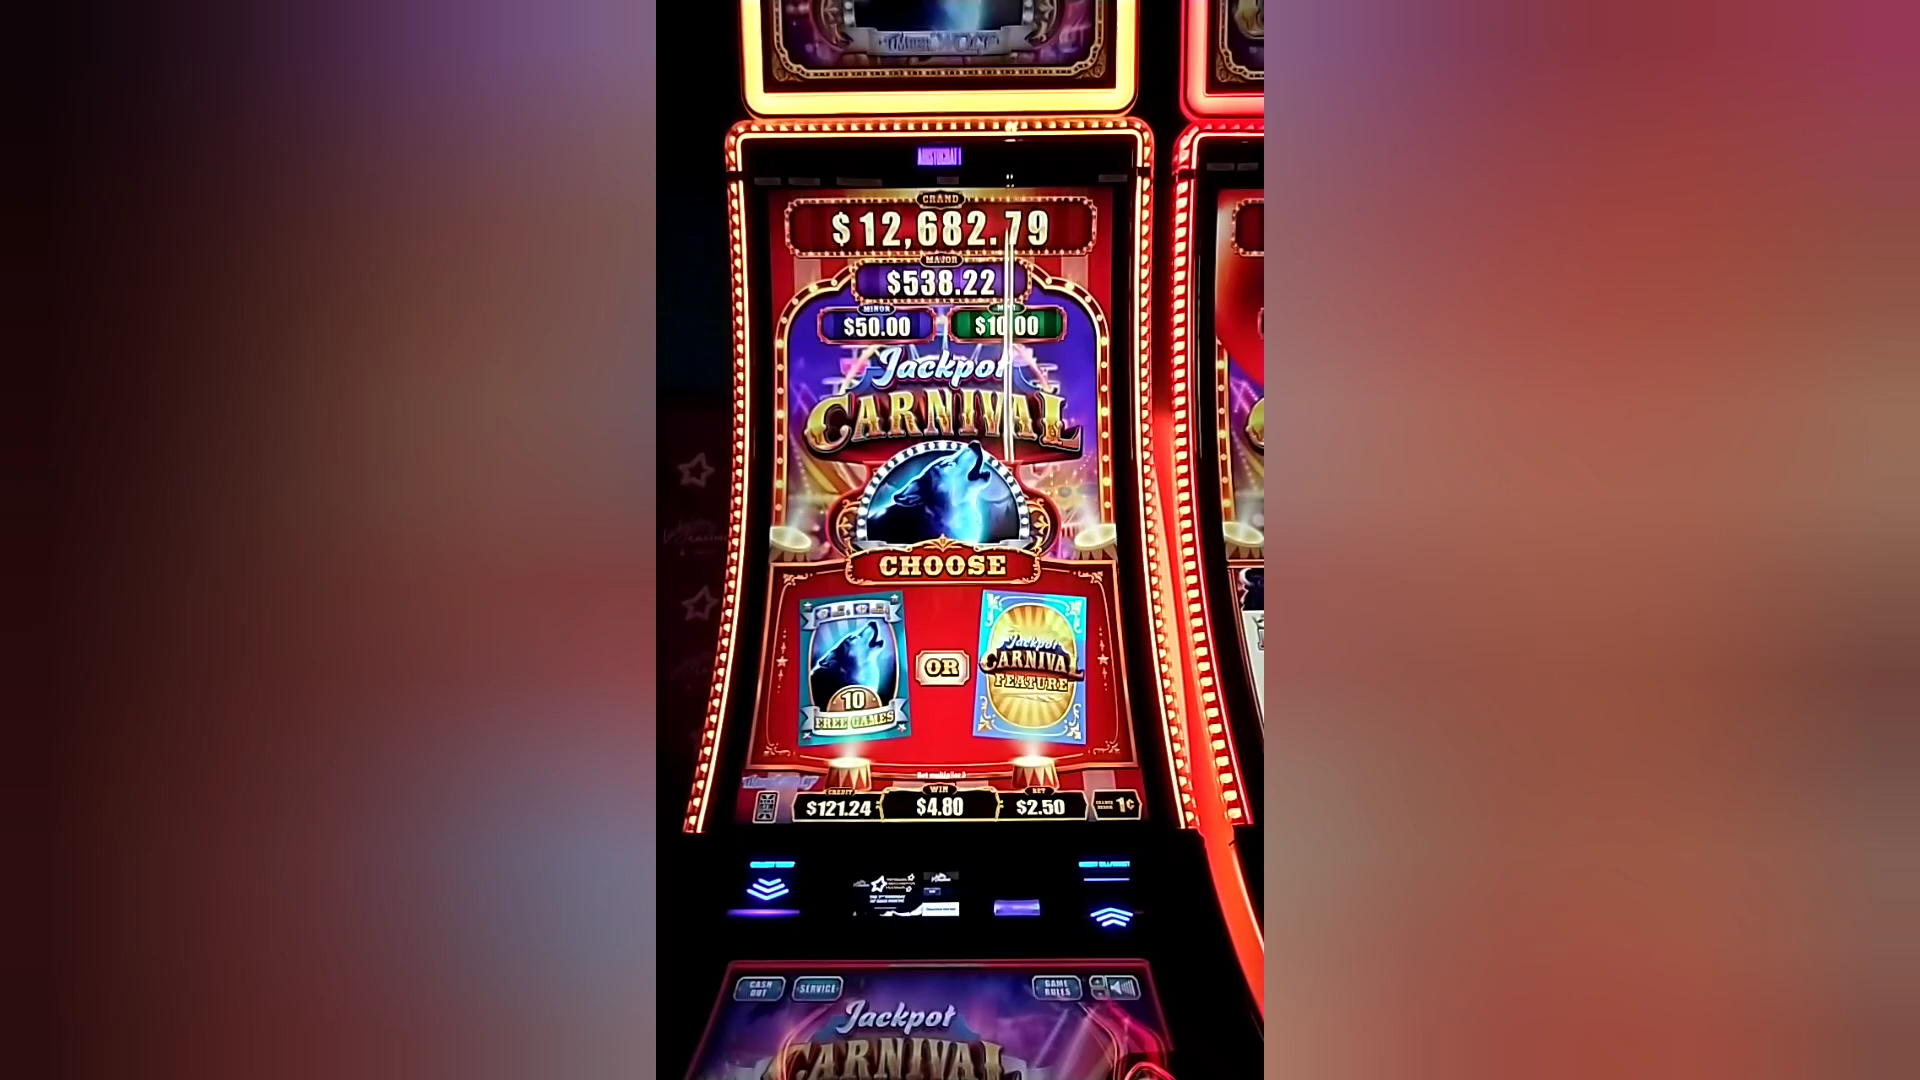 GRAND
$12,682.79
MAJOR
$538.22
MINOR
$50.00
$10.00
Jackpot
CARNIVAL
CHOOSE
10
FREE GAMES
OR
Jackpot
CARNIVAL
FEATURE
Bet multiplier
CREDIT
WIN
BET
$121.24
$4.80
$2.50
1¢
CASH
OUT
SERVICE
GAME
RULES
Jackpot
CARNIVAL